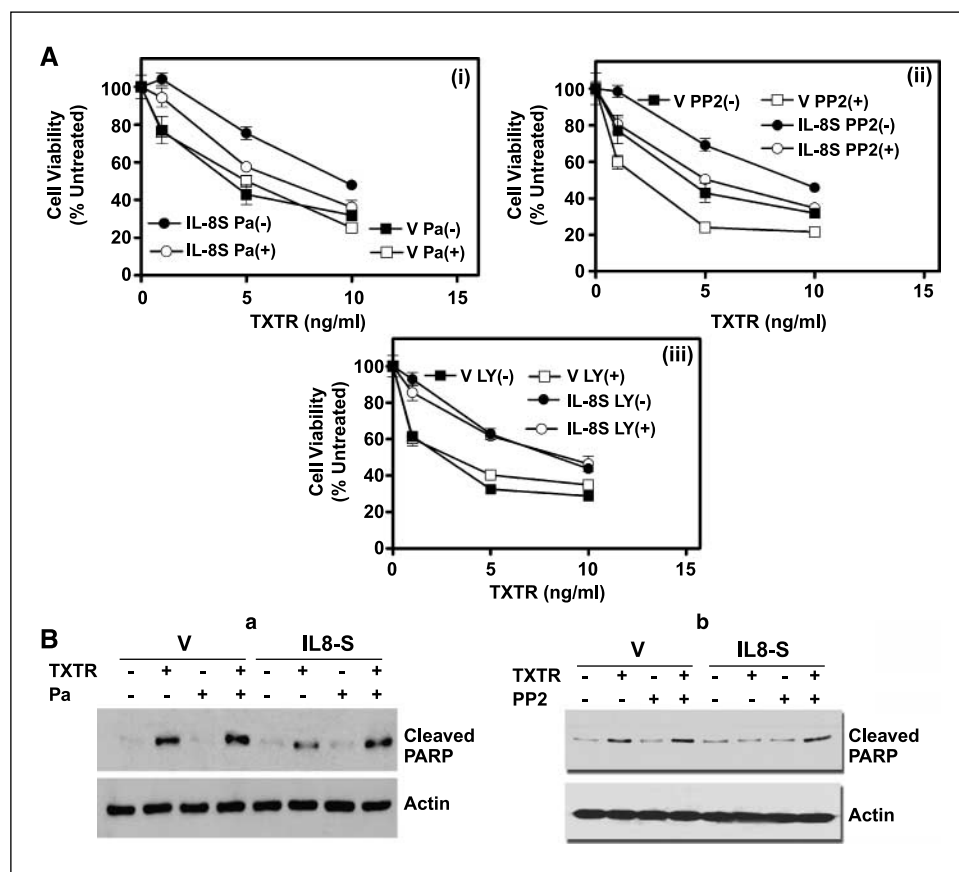 A
(i)
Cell Viability
(% Untreated)
100
80
60
40
20
0
IL-8S Pa(-)
IL-8S Pa(+)
V Pa(-)
V Pa(+)
0 5 10 15
TXTR (ng/ml)
(ii)
Cell Viability
(% Untreated)
100
80
60
40
20
0
V PP2(-)
V PP2(+)
IL-8S PP2(-)
IL-8S PP2(+)
0 5 10 15
TXTR (ng/ml)
(iii)
Cell Viability
(% Untreated)
100
80
60
40
20
0
V LY(-)
V LY(+)
IL-8S LY(-)
IL-8S LY(+)
0 5 10 15
TXTR (ng/ml)
B
a
V IL8-S
TXTR - + - + - + - +
Pa - - + + - - + +
Cleaved
PARP
Actin
b
V IL8-S
TXTR - + - + - + - +
PP2 - - + + - - + +
Cleaved
PARP
Actin